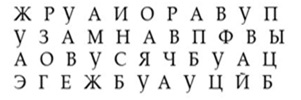 Ж Р У А И О Р А В У П
У З А М Н А В П Ф В Ы
А О В У С Я Ч Б У А Ц
Э Г Е Ж Б У А У Ц Й Б